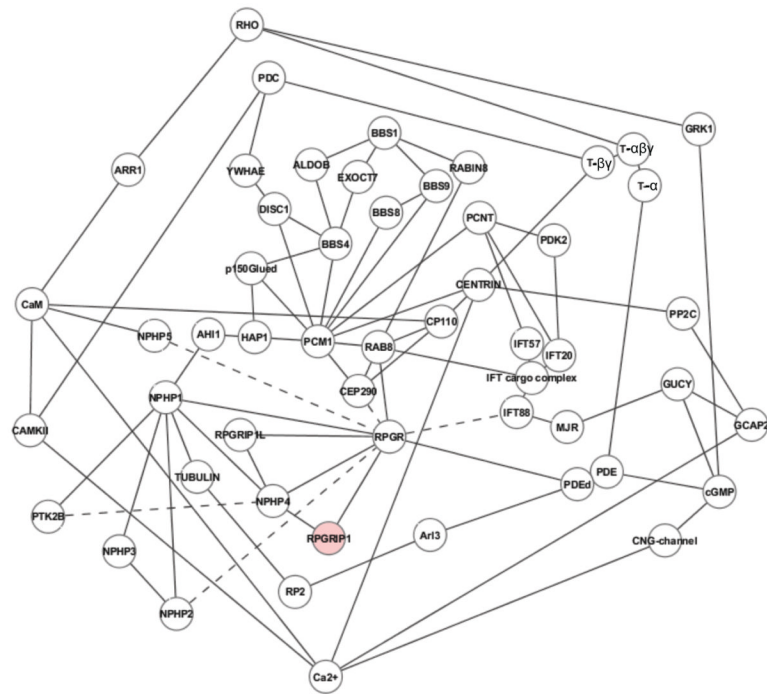 RHO
PDC
GRK1
BBS1
T-αβγ
ARR1
YWHAE
ALDOB
EXOCT7
RABIN8
T-βγ
BBS9
T-α
DISC1
BBS8
PCNT
BBS4
PDK2
p150Glued
CENTRIN
CaM
PP2C
CP110
NPHP5
AHI1
HAP1
PCM1
RAB8
IFT57
IFT20
IFT cargo complex
CEP290
GUCY
NPHP1
IFT88
MJR
GCAP2
CAMKII
RPGRIP1L
RPGR
TUBULIN
PDEd
PDE
cGMP
NPHP4
PTK2B
RPGRIP1
Arl3
CNG-channel
NPHP3
RP2
NPHP2
Ca2+